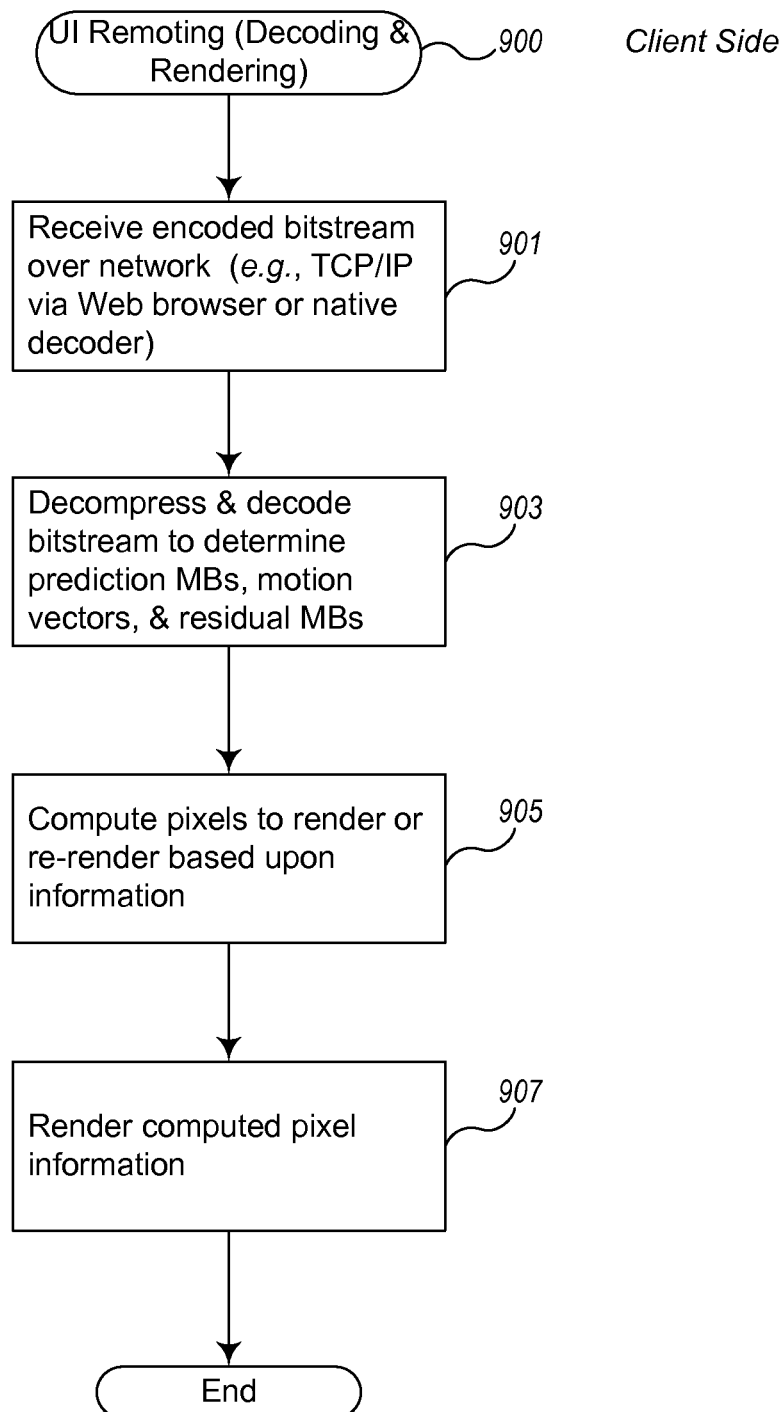 UI Remoting (Decoding &
Rendering)
900
Client Side
Receive encoded bitstream
over network (e.g., TCP/IP
via Web browser or native
decoder)
901
Decompress & decode
bitstream to determine
prediction MBs, motion
vectors, & residual MBs
903
Compute pixels to render or
re-render based upon
information
905
Render computed pixel
information
907
End